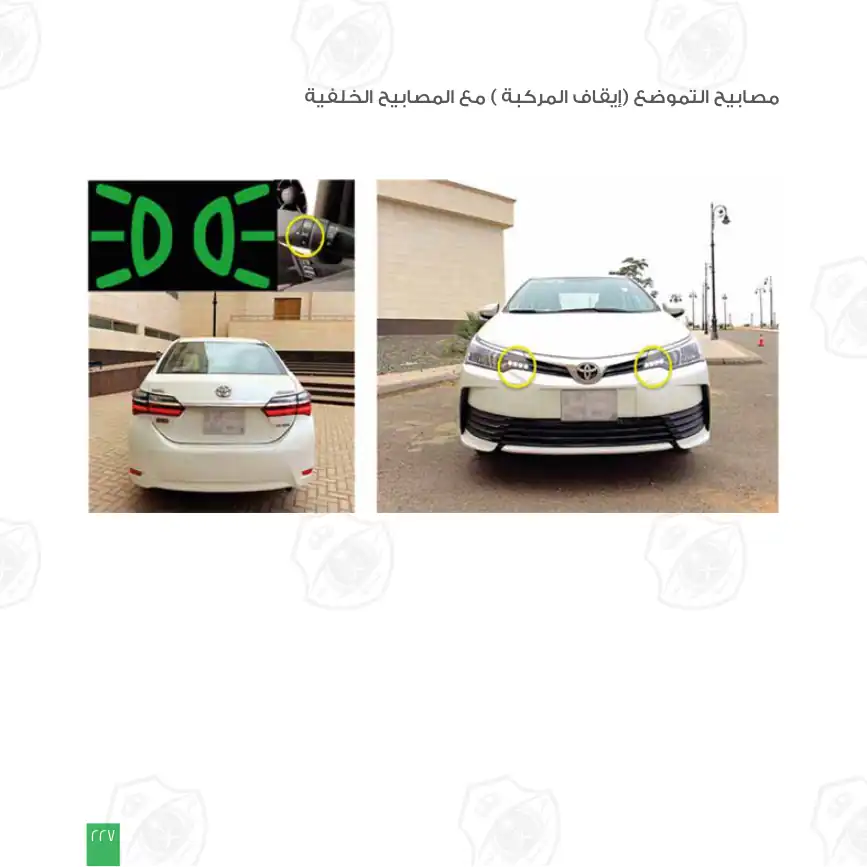 مصابيح التموضع (إيقاف المركبة ) مع المصابيح الخلفية
٢٢٧